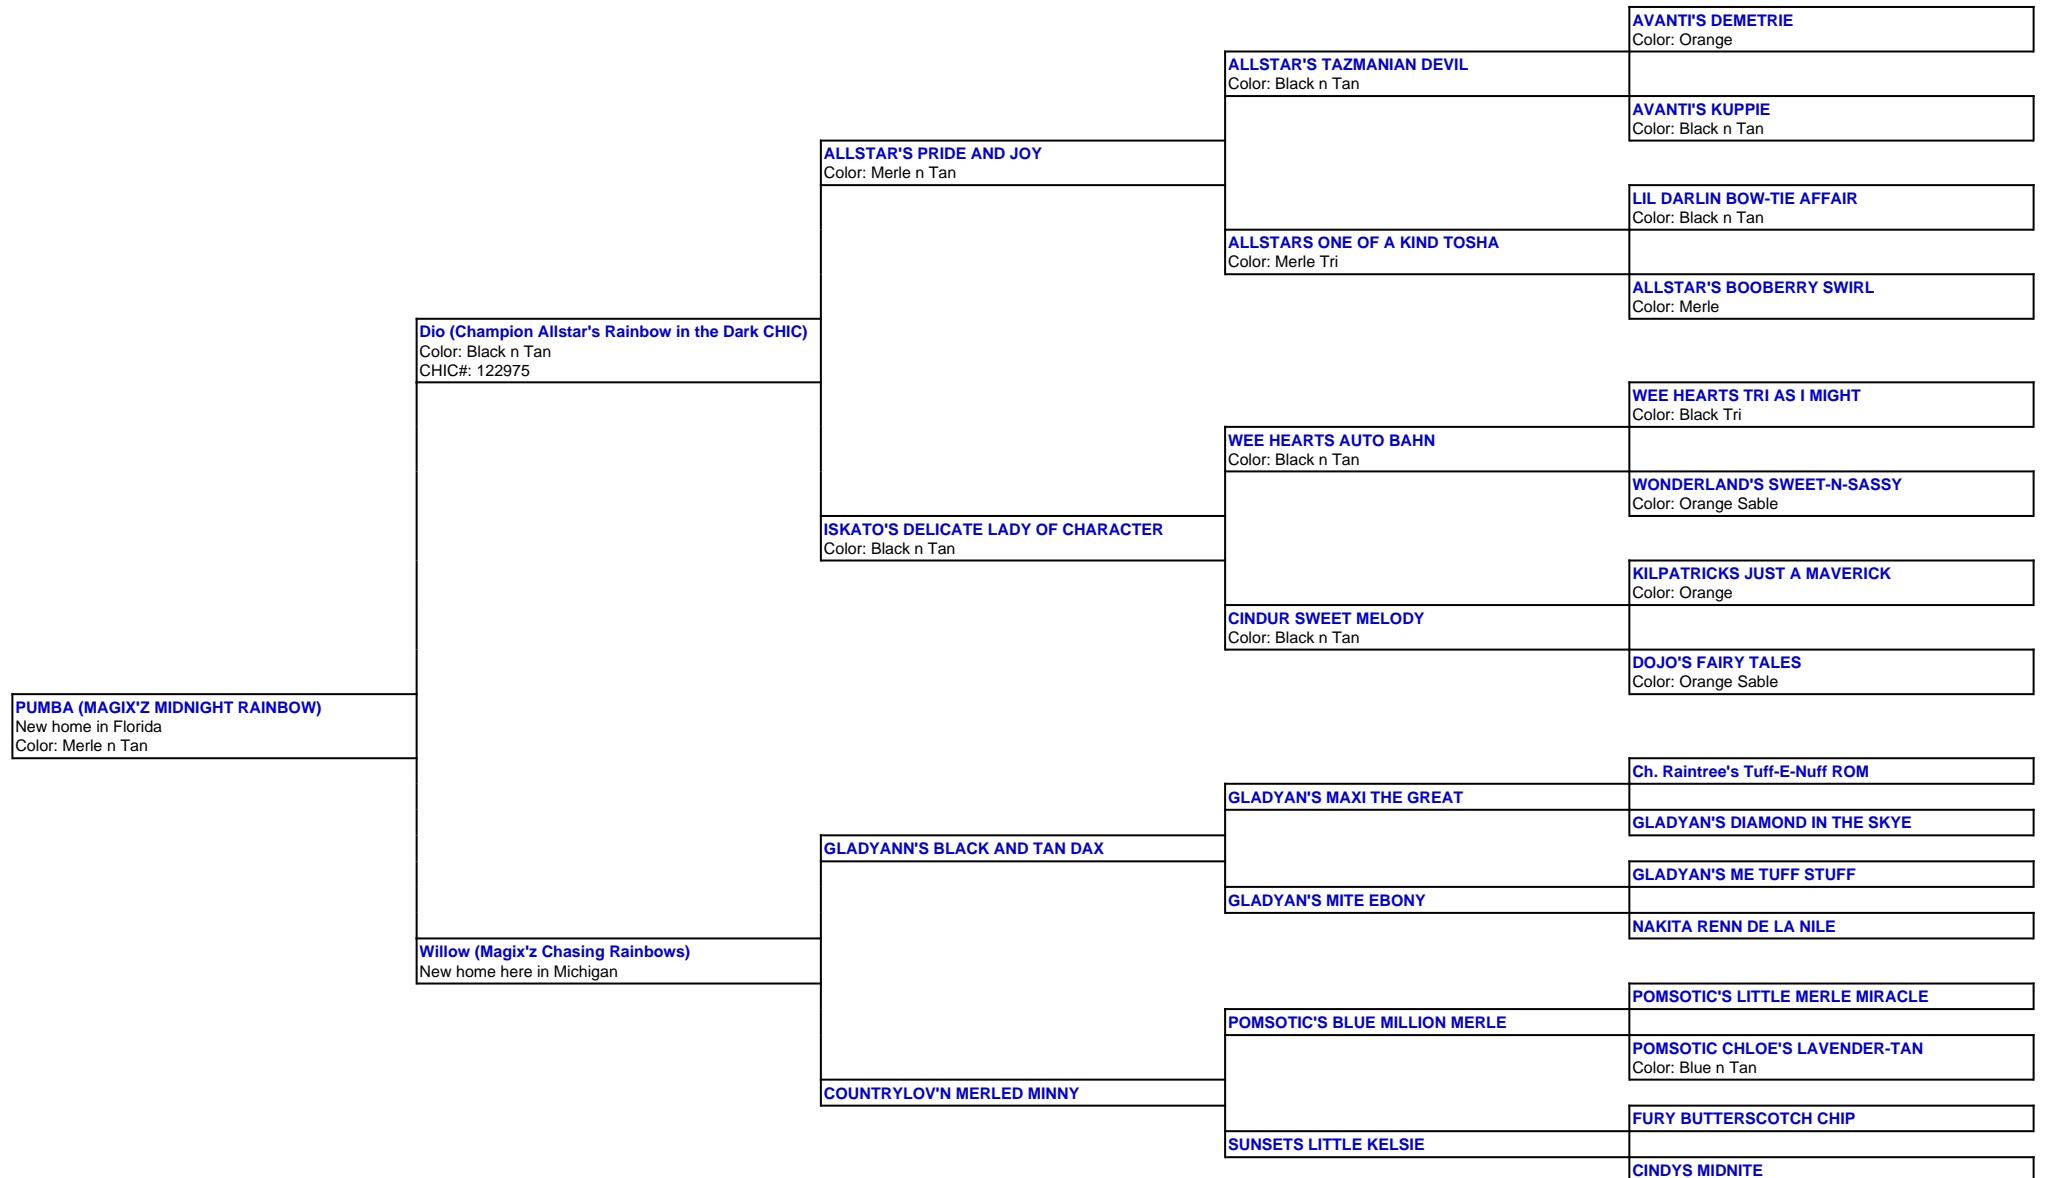 AVANTI'S DEMETRIE
Color: Orange
ALLSTAR'S TAZMANIAN DEVIL
Color: Black n Tan
AVANTI'S KUPPIE
Color: Black n Tan
ALLSTAR'S PRIDE AND JOY
Color: Merle n Tan
LIL DARLIN BOW-TIE AFFAIR
Color: Black n Tan
ALLSTARS ONE OF A KIND TOSHA
Color: Merle Tri
ALLSTAR'S BOOBERRY SWIRL
Color: Merle
Dio (Champion Allstar's Rainbow in the Dark CHIC)
Color: Black n Tan
CHIC#: 122975
WEE HEARTS TRI AS I MIGHT
Color: Black Tri
WEE HEARTS AUTO BAHN
Color: Black n Tan
WONDERLAND'S SWEET-N-SASSY
Color: Orange Sable
ISKATO'S DELICATE LADY OF CHARACTER
Color: Black n Tan
KILPATRICKS JUST A MAVERICK
Color: Orange
CINDUR SWEET MELODY
Color: Black n Tan
DOJO'S FAIRY TALES
Color: Orange Sable
PUMBA (MAGIX'Z MIDNIGHT RAINBOW)
New home in Florida
Color: Merle n Tan
Ch. Raintree's Tuff-E-Nuff ROM
GLADYAN'S MAXI THE GREAT
GLADYAN'S DIAMOND IN THE SKYE
GLADYANN'S BLACK AND TAN DAX
GLADYAN'S ME TUFF STUFF
GLADYAN'S MITE EBONY
NAKITA RENN DE LA NILE
Willow (Magix'z Chasing Rainbows)
New home here in Michigan
POMSOTIC'S LITTLE MERLE MIRACLE
POMSOTIC'S BLUE MILLION MERLE
POMSOTIC CHLOE'S LAVENDER-TAN
Color: Blue n Tan
COUNTRYLOV'N MERLED MINNY
FURY BUTTERSCOTCH CHIP
SUNSETS LITTLE KELSIE
CINDYS MIDNITE